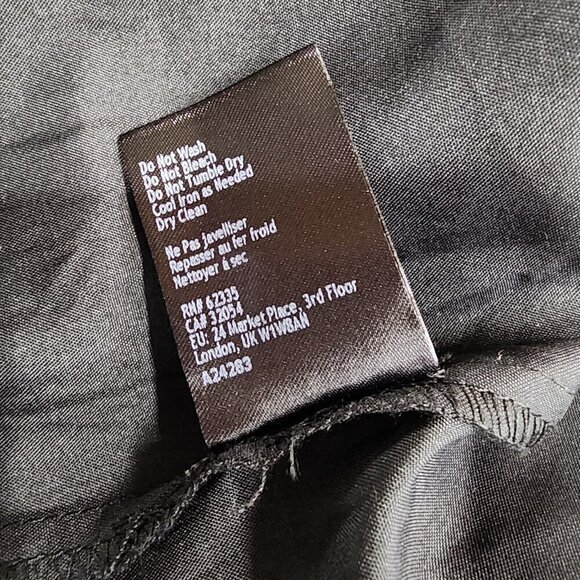 Do Not Wash
Do Not Bleach
Do Not Tumble Dry
Cool Iron as Needed
Dry Clean
Ne Pas javelliser
Repasser au fer froid
Nettoyer à sec
RN# 62335
CA# 32054
EU: 24 Market Place, 3rd Floor
London, UK W1W8AN
A24283